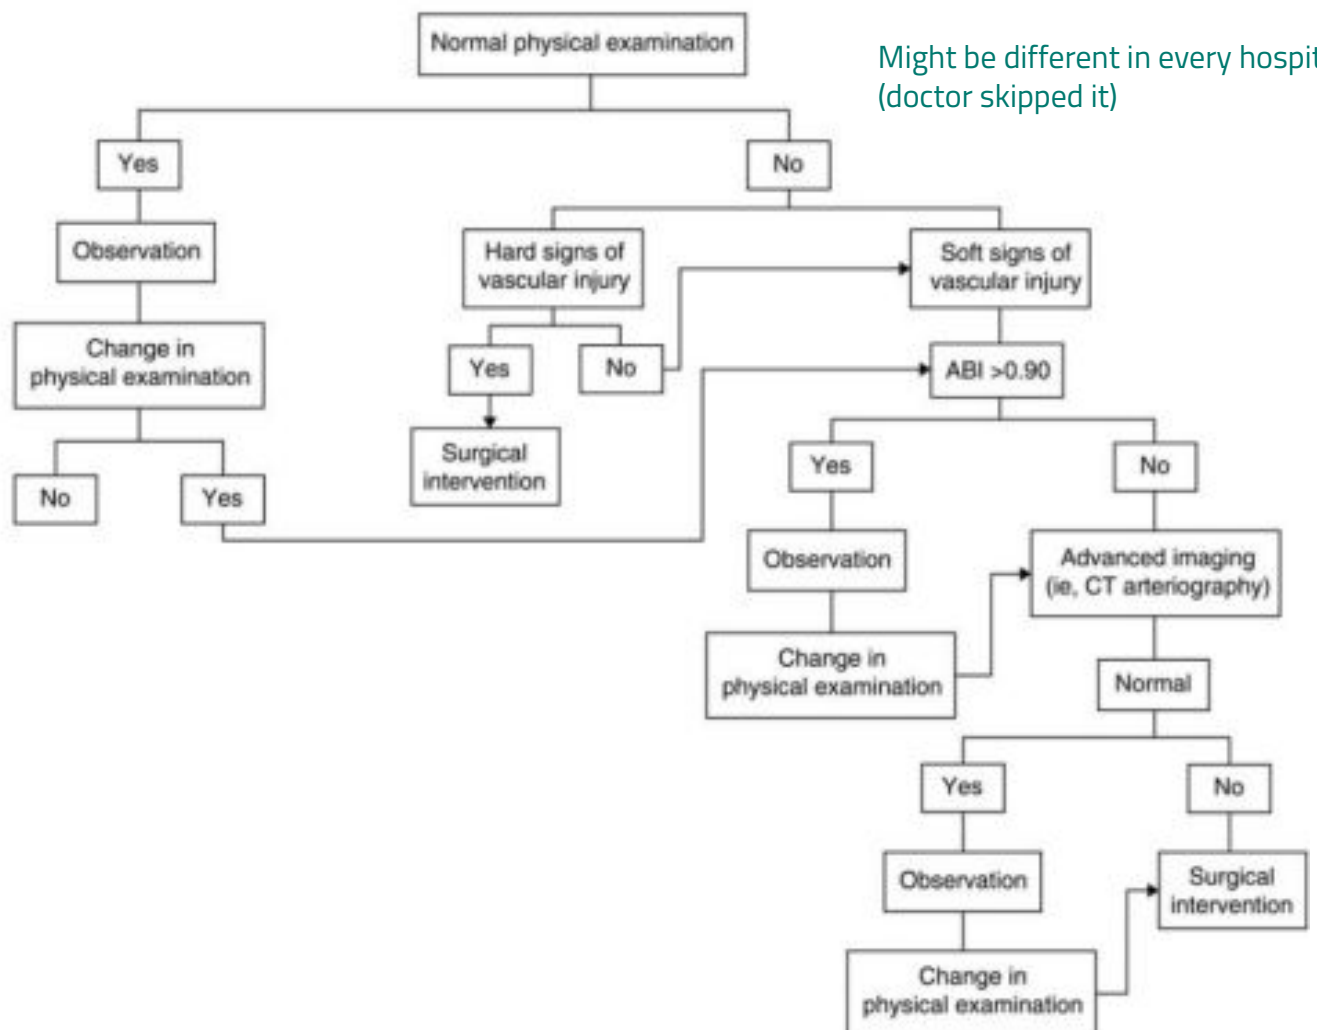 Normal physical examination
Might be different in every hospit
(doctor skipped it)
Yes
No
Observation
Hard signs of
vascular injury
Soft signs of
vascular injury
Change in
physical examination
Yes
No
ABI >0.90
No
Yes
Surgical
intervention
Yes
No
Observation
Advanced imaging
(ie, CT arteriography)
Change in
physical examination
Normal
Yes
No
Observation
Surgical
intervention
Change in
physical examination